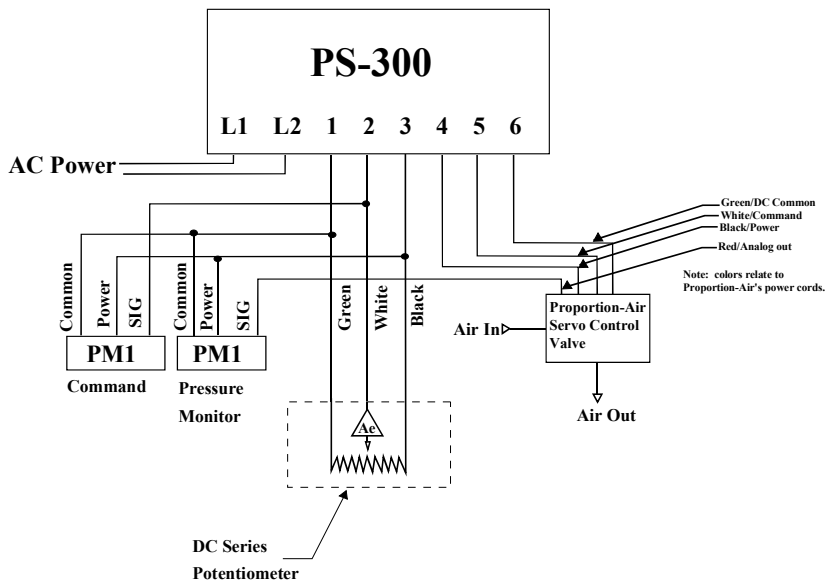 PS-300
L1 L2 1 2 3 4 5 6
AC Power
Green/DC Common
White/Command
Black/Power
Red/Analog out
Note: colors relate to
Proportion-Air's power cords.
Common
Power
SIG
Common
Power
SIG
Green
White
Black
PM1
Command
PM1
Pressure
Monitor
Air In
Proportion-Air
Servo Control
Valve
Air Out
Ae
DC Series
Potentiometer